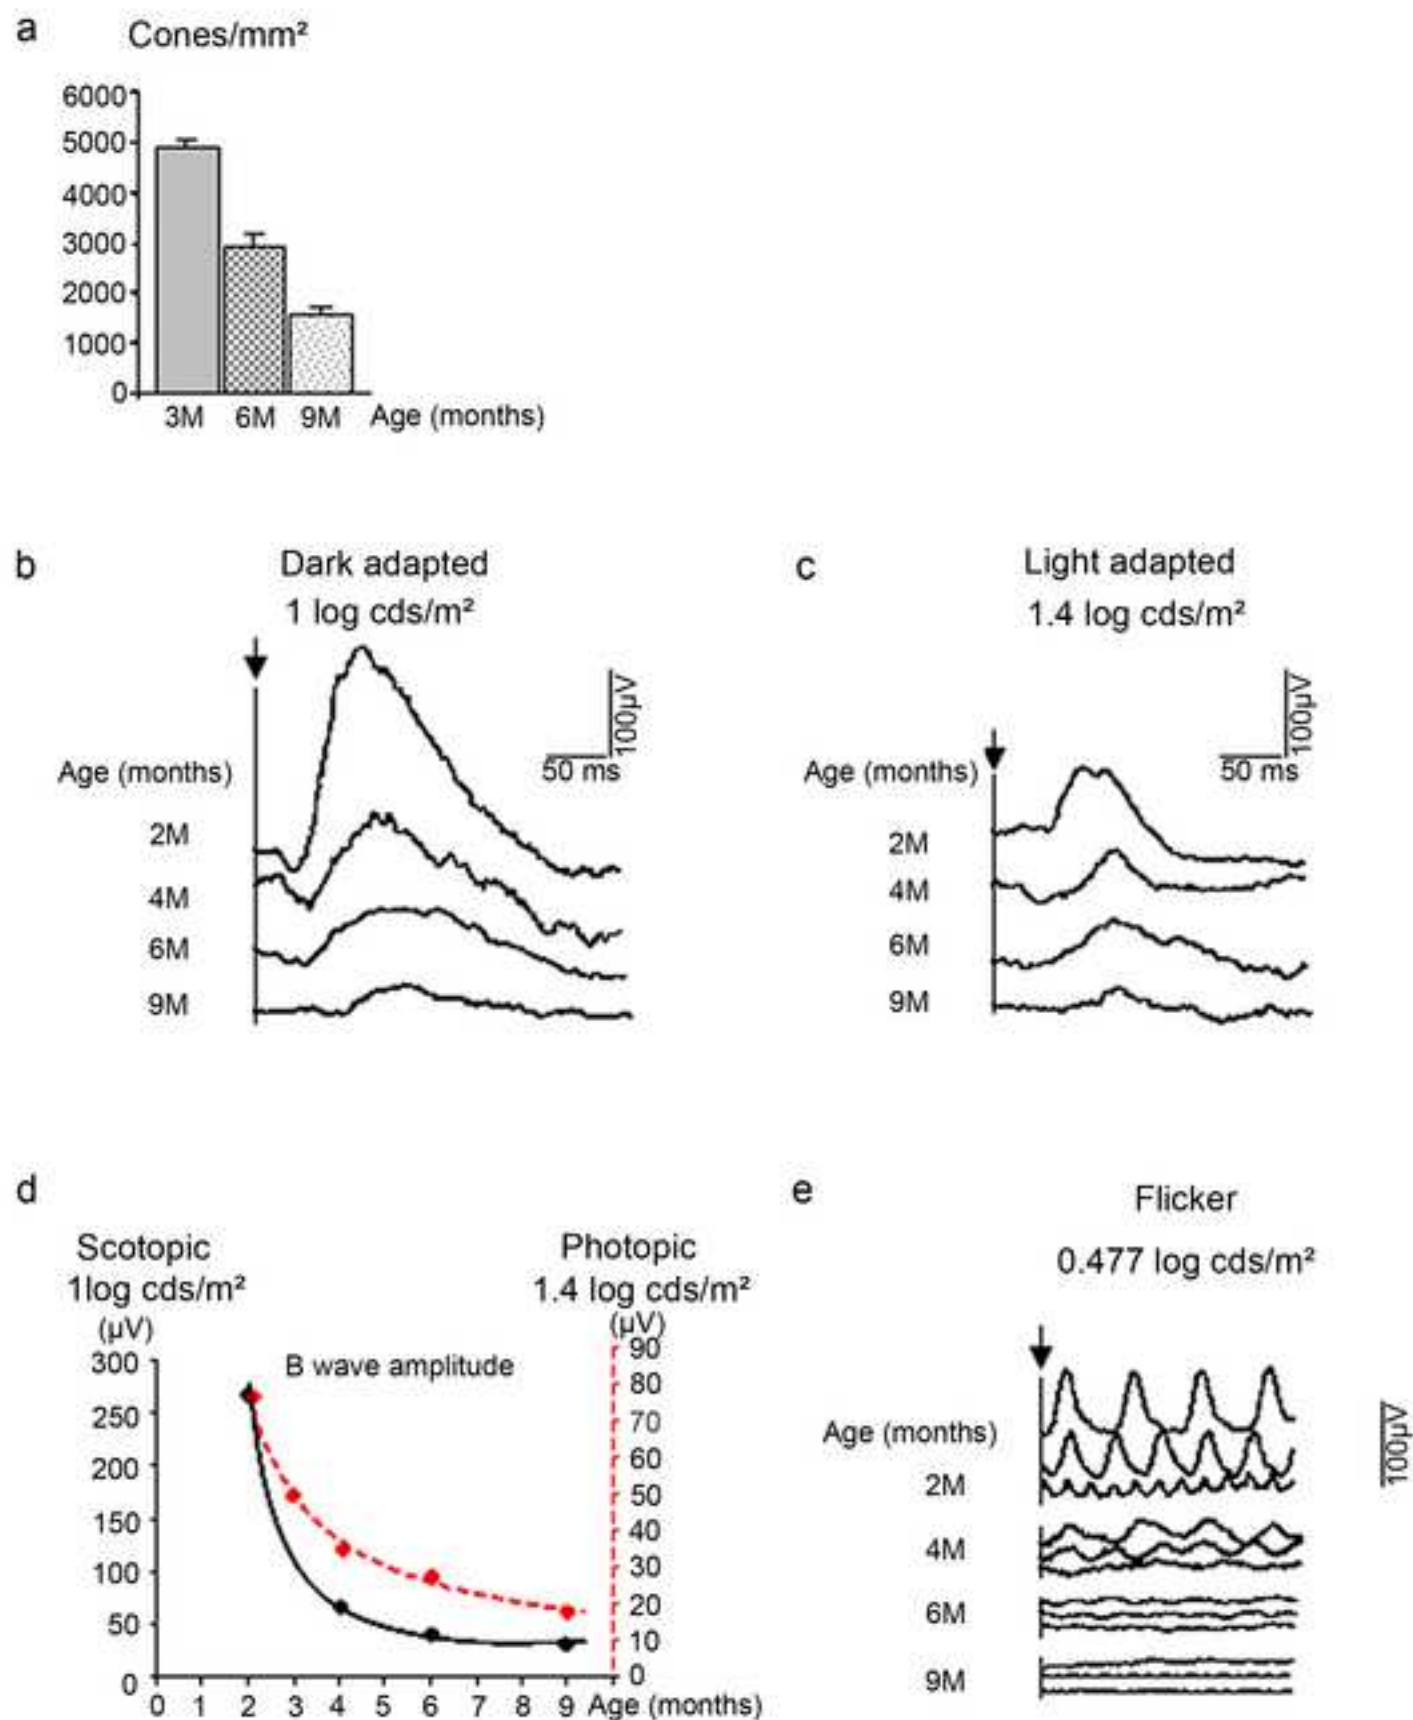 a
Cones/mm²
6000
5000
4000
3000
2000
1000
0
3M 6M 9M Age (months)
b
Dark adapted
1 log cds/m²
100µV
50 ms
Age (months)
2M
4M
6M
9M
c
Light adapted
1.4 log cds/m²
100µV
50 ms
Age (months)
2M
4M
6M
9M
d
Scotopic
1log cds/m²
(µV)
Photopic
1.4 log cds/m²
(µV)
B wave amplitude
300
250
200
150
100
50
0
90
80
70
60
50
40
30
20
10
0
0 1 2 3 4 5 6 7 8 9 Age (months)
e
Flicker
0.477 log cds/m²
Age (months)
100µV
2M
4M
6M
9M